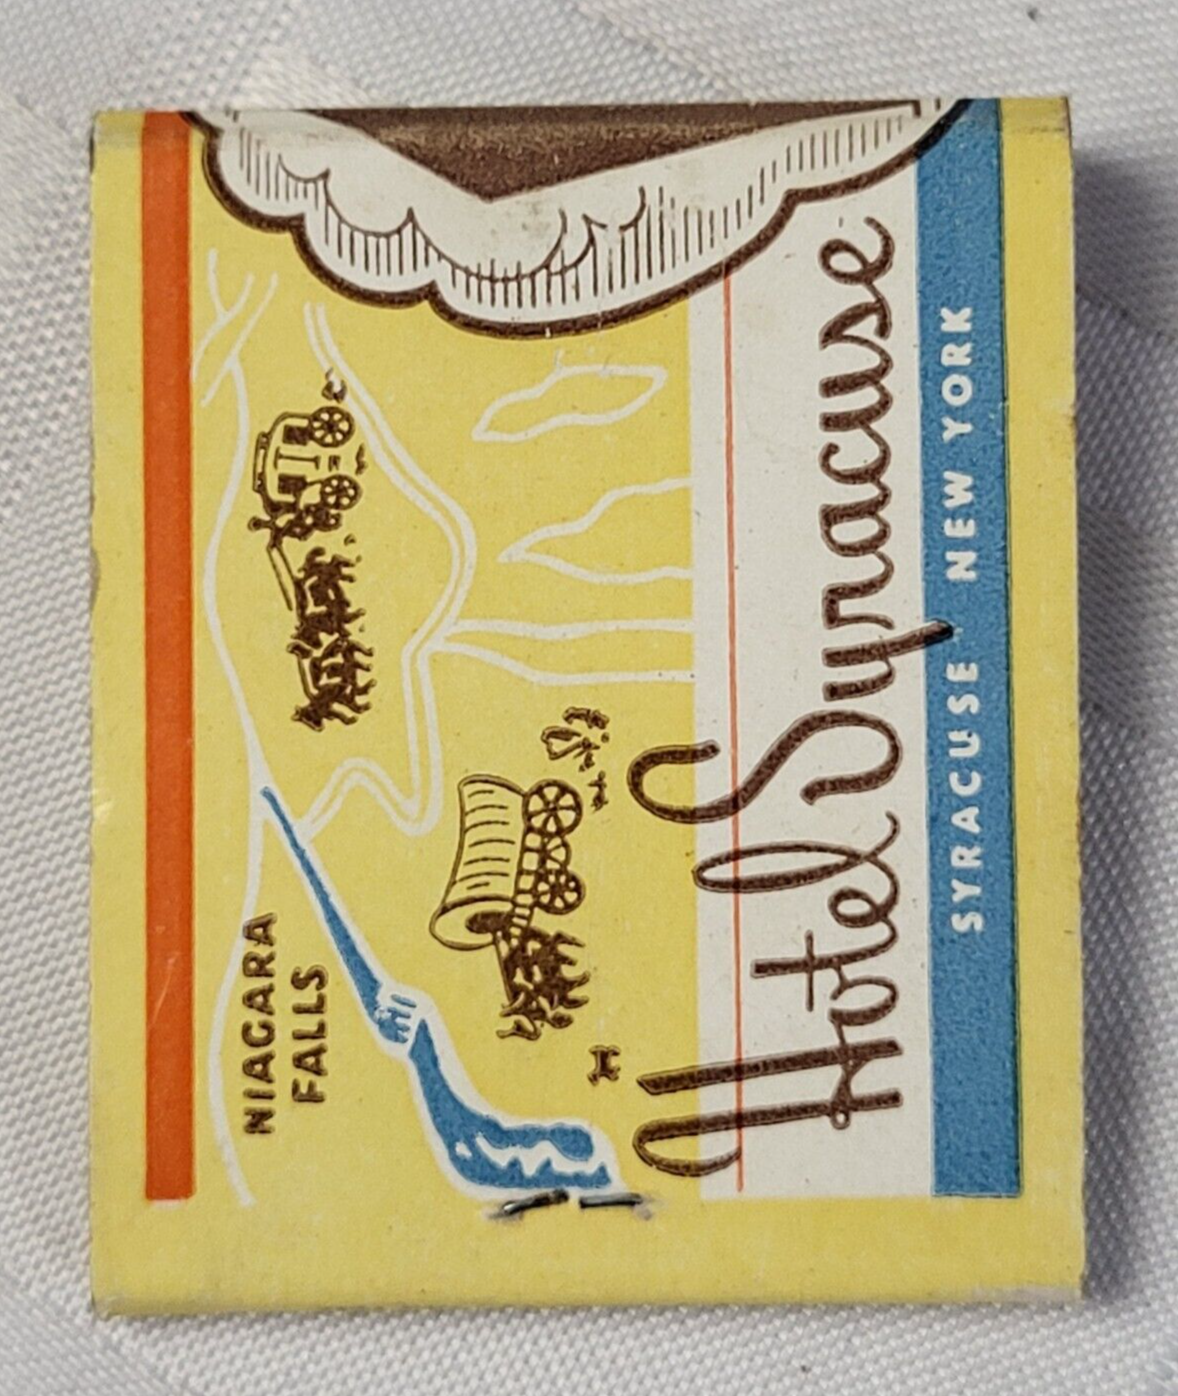 NIAGARA
FALLS
Hotel Syracuse
SYRACUSE NEW YORK